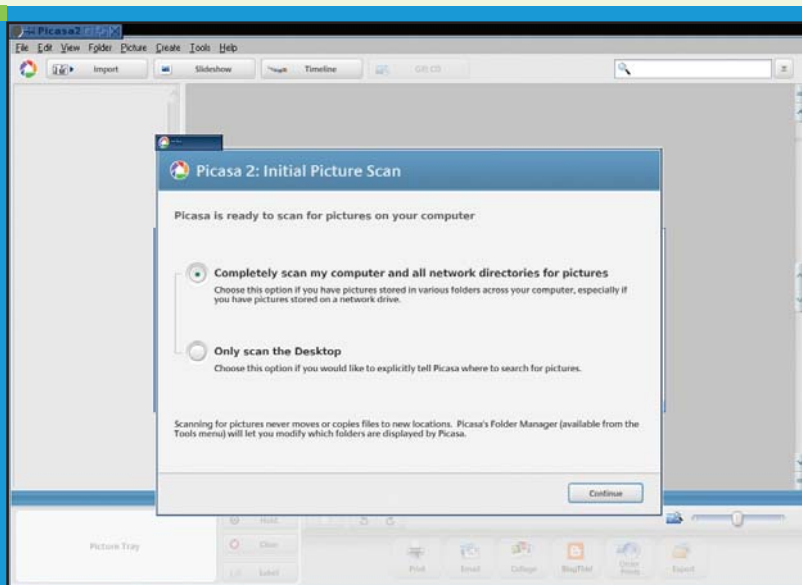 Picasa2
File Edit View Folder Picture Create Tools Help
Import Slideshow Timeline Gift CD
Picasa 2: Initial Picture Scan
Picasa is ready to scan for pictures on your computer
Completely scan my computer and all network directories for pictures
Choose this option if you have pictures stored in various folders across your computer, especially if
you have pictures stored on a network drive.
Only scan the Desktop
Choose this option if you would like to explicitly tell Picasa where to search for pictures.
Scanning for pictures never moves or copies files to new locations. Picasa's Folder Manager (available from the
Tools menu) will let you modify which folders are displayed by Picasa.
Continue
Hold
Picture Tray Clear
Label
Print Email Collage BlogThis! Order Prints Export